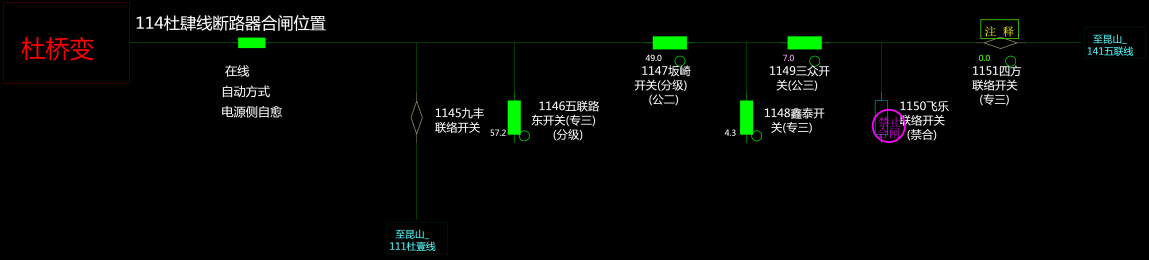 114杜肆线断路器合闸位置
杜桥变
在线
自动方式
电源侧自愈
1145九丰
联络开关
至昆山_
111杜壹线
57.2
1146五联路
东开关(专三)
(分级)
49.0
1147坂崎
开关(分级)
(公二)
4.3
1148鑫泰开
关(专三)
7.0
1149三众开
关(公三)
禁止
合闸
1150飞乐
联络开关
(禁合)
注 释
0.0
1151四方
联络开关
(专三)
至昆山_
141五联线